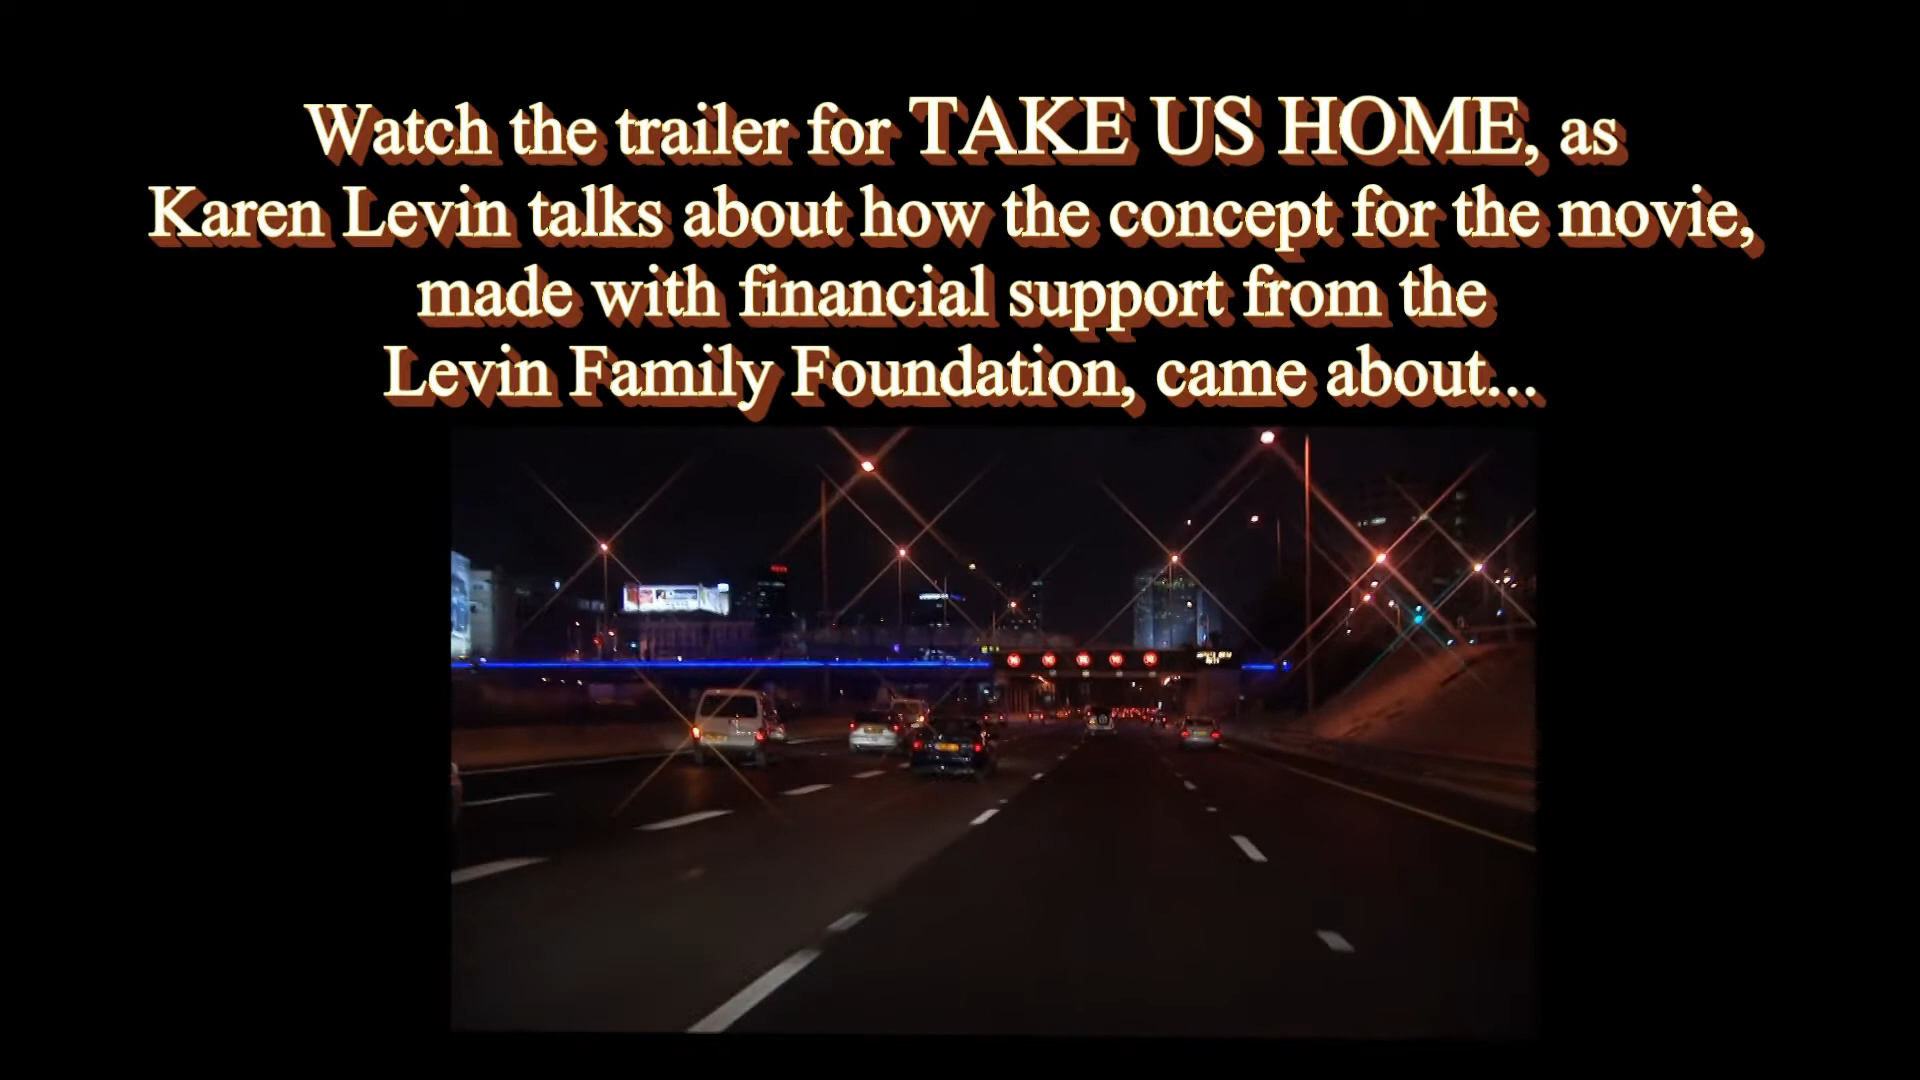 Watch the trailer for TAKE US HOME, as
Karen Levin talks about how the concept for the movie,
made with financial support from the
Levin Family Foundation, came about...